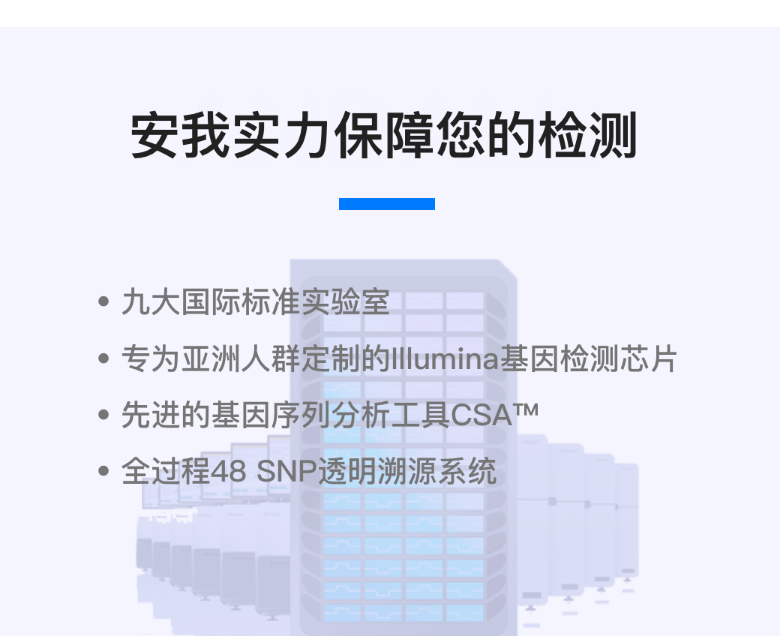 安我实力保障您的检测
• 九大国际标准实验室
• 专为亚洲人群定制的Illumina基因检测芯片
• 先进的基因序列分析工具CSA™
• 全过程48 SNP透明溯源系统